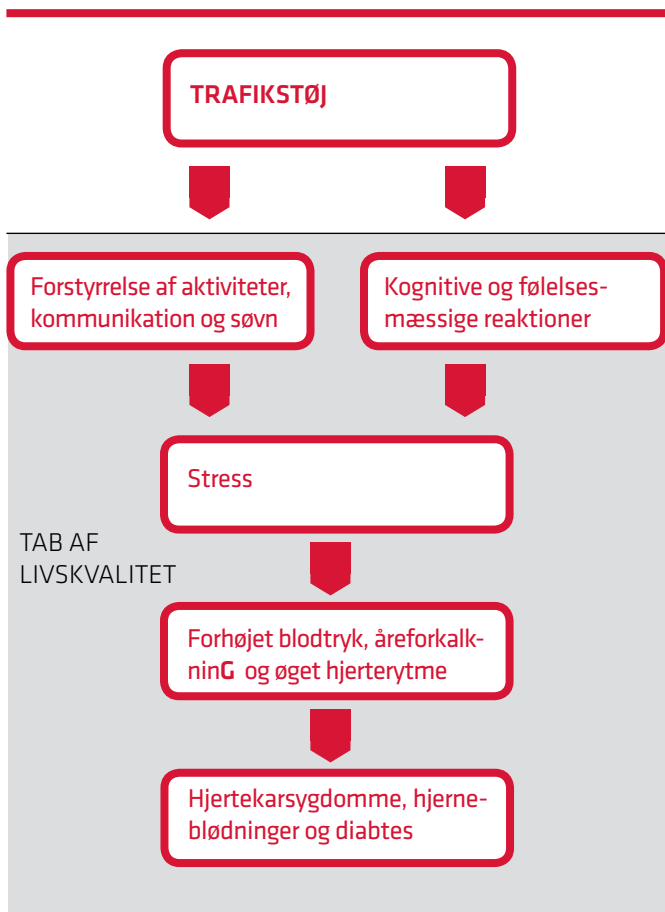 TRAFIKSTØJ
Forstyrrelse af aktiviteter,
kommunikation og søvn
Kognitive og følelses-
mæssige reaktioner
Stress
TAB AF
LIVSKVALITET
Forhøjet blodtryk, åreforkalk-
ninG og øget hjerterytme
Hjertekarsygdomme, hjerne-
blødninger og diabtes